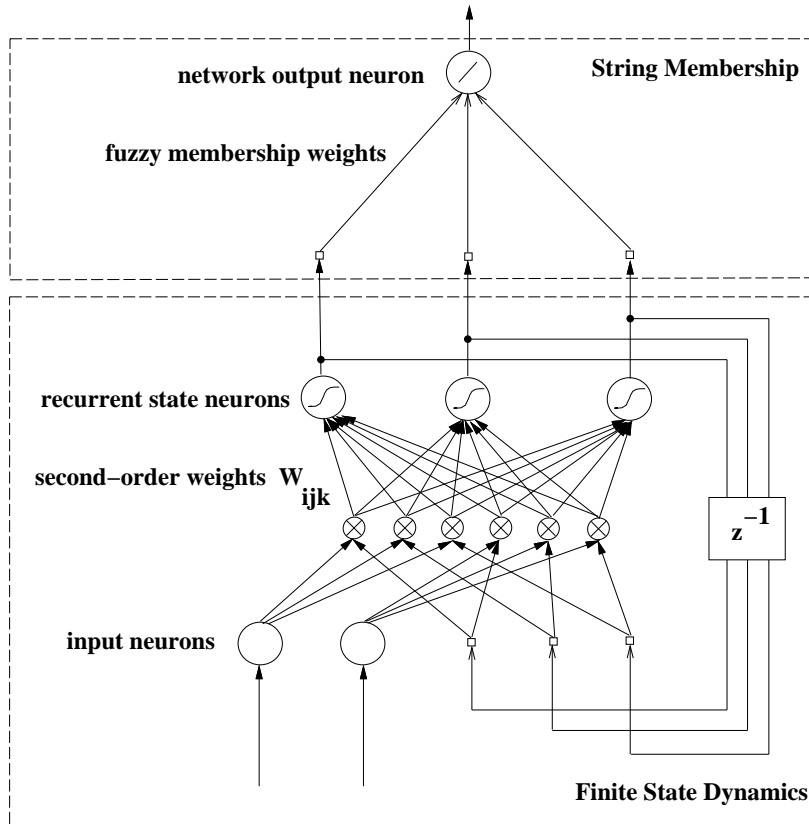 String Membership
network output neuron
fuzzy membership weights
recurrent state neurons
second−order weights W
ijk
z
−1
input neurons
Finite State Dynamics